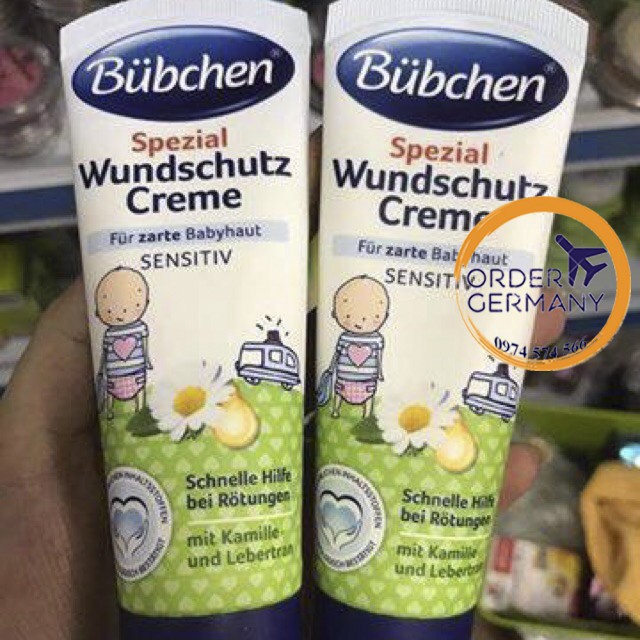 Bübchen
Spezial
Wundschutz
Creme
Für zarte Babyhaut
SENSITIV
Schnelle Hilfe
bei Rötungen
mit Kamille
und Lebertran
Bübchen
Spezial
Wundschutz
Creme
Für zarte Babyhaut
SENSITIV
Schnelle Hilfe
bei Rötungen
mit Kamille
und Lebertran
ORDER
GERMANY